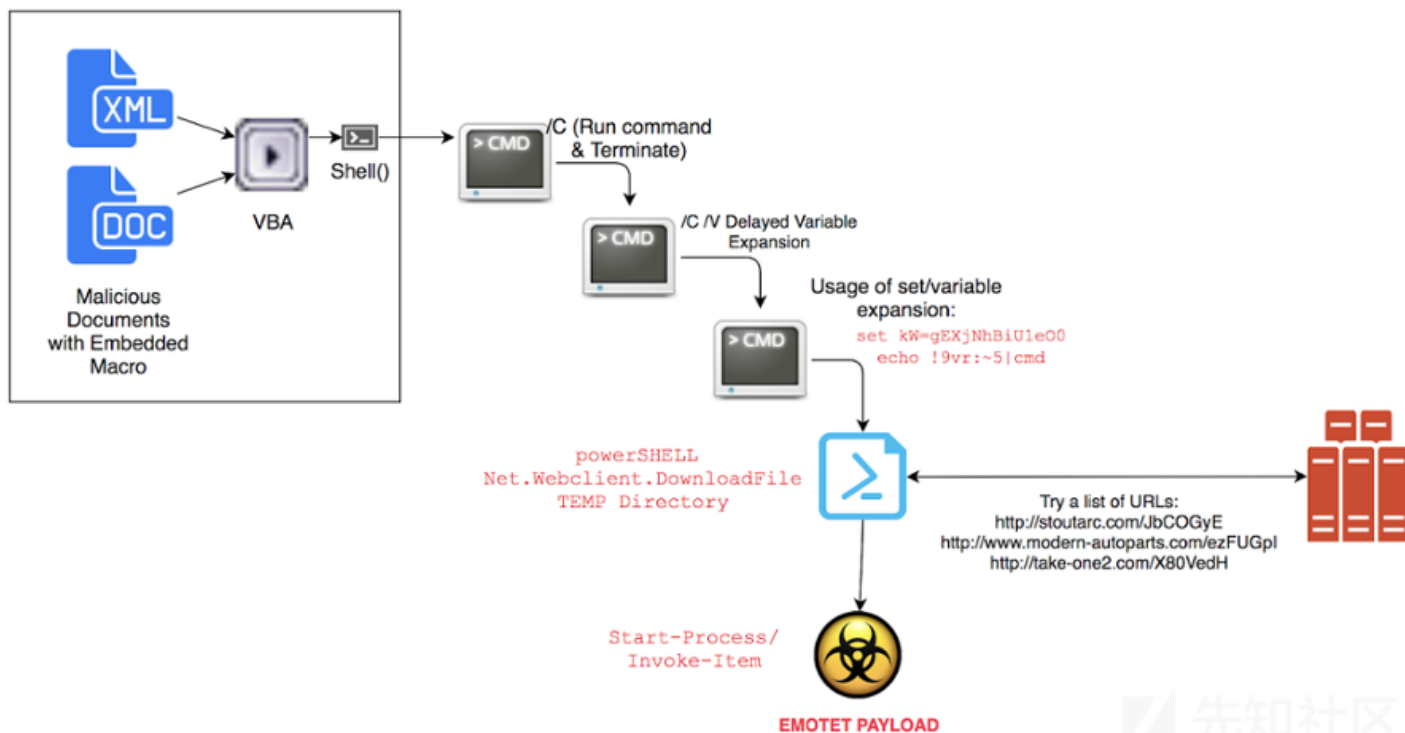 XML
DOC
Malicious
Documents
with Embedded
Macro
VBA
>_
Shell()
> CMD
/C (Run command
& Terminate)
> CMD
/C /V Delayed Variable
Expansion
> CMD
Usage of set/variable
expansion:
set kW=gEXjNhBiU1eO0
echo !9vr:~5|cmd
powerSHELL
Net.Webclient.DownloadFile
TEMP Directory
Try a list of URLs:
http://stoutarc.com/JbCOGyE
http://www.modern-autoparts.com/ezFUGpI
http://take-one2.com/X80VedH
Start-Process/
Invoke-Item
EMOTET PAYLOAD
先知社区